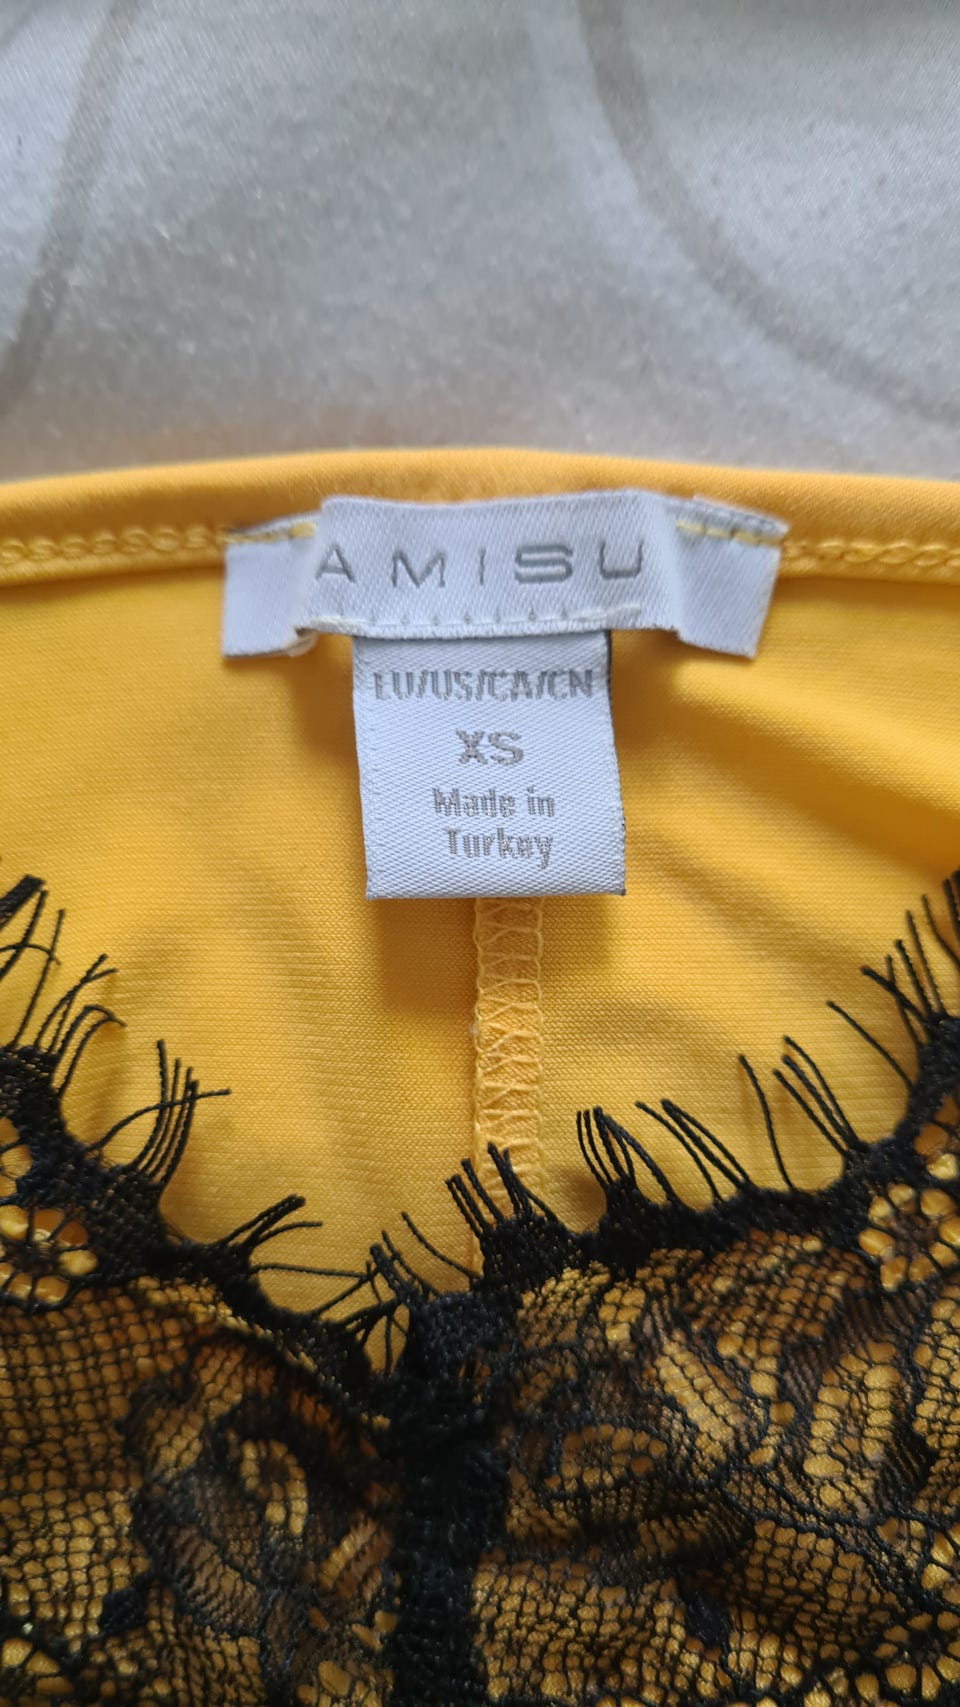 AMISU
EU/US/CA/CN
XS
Made in
Turkey